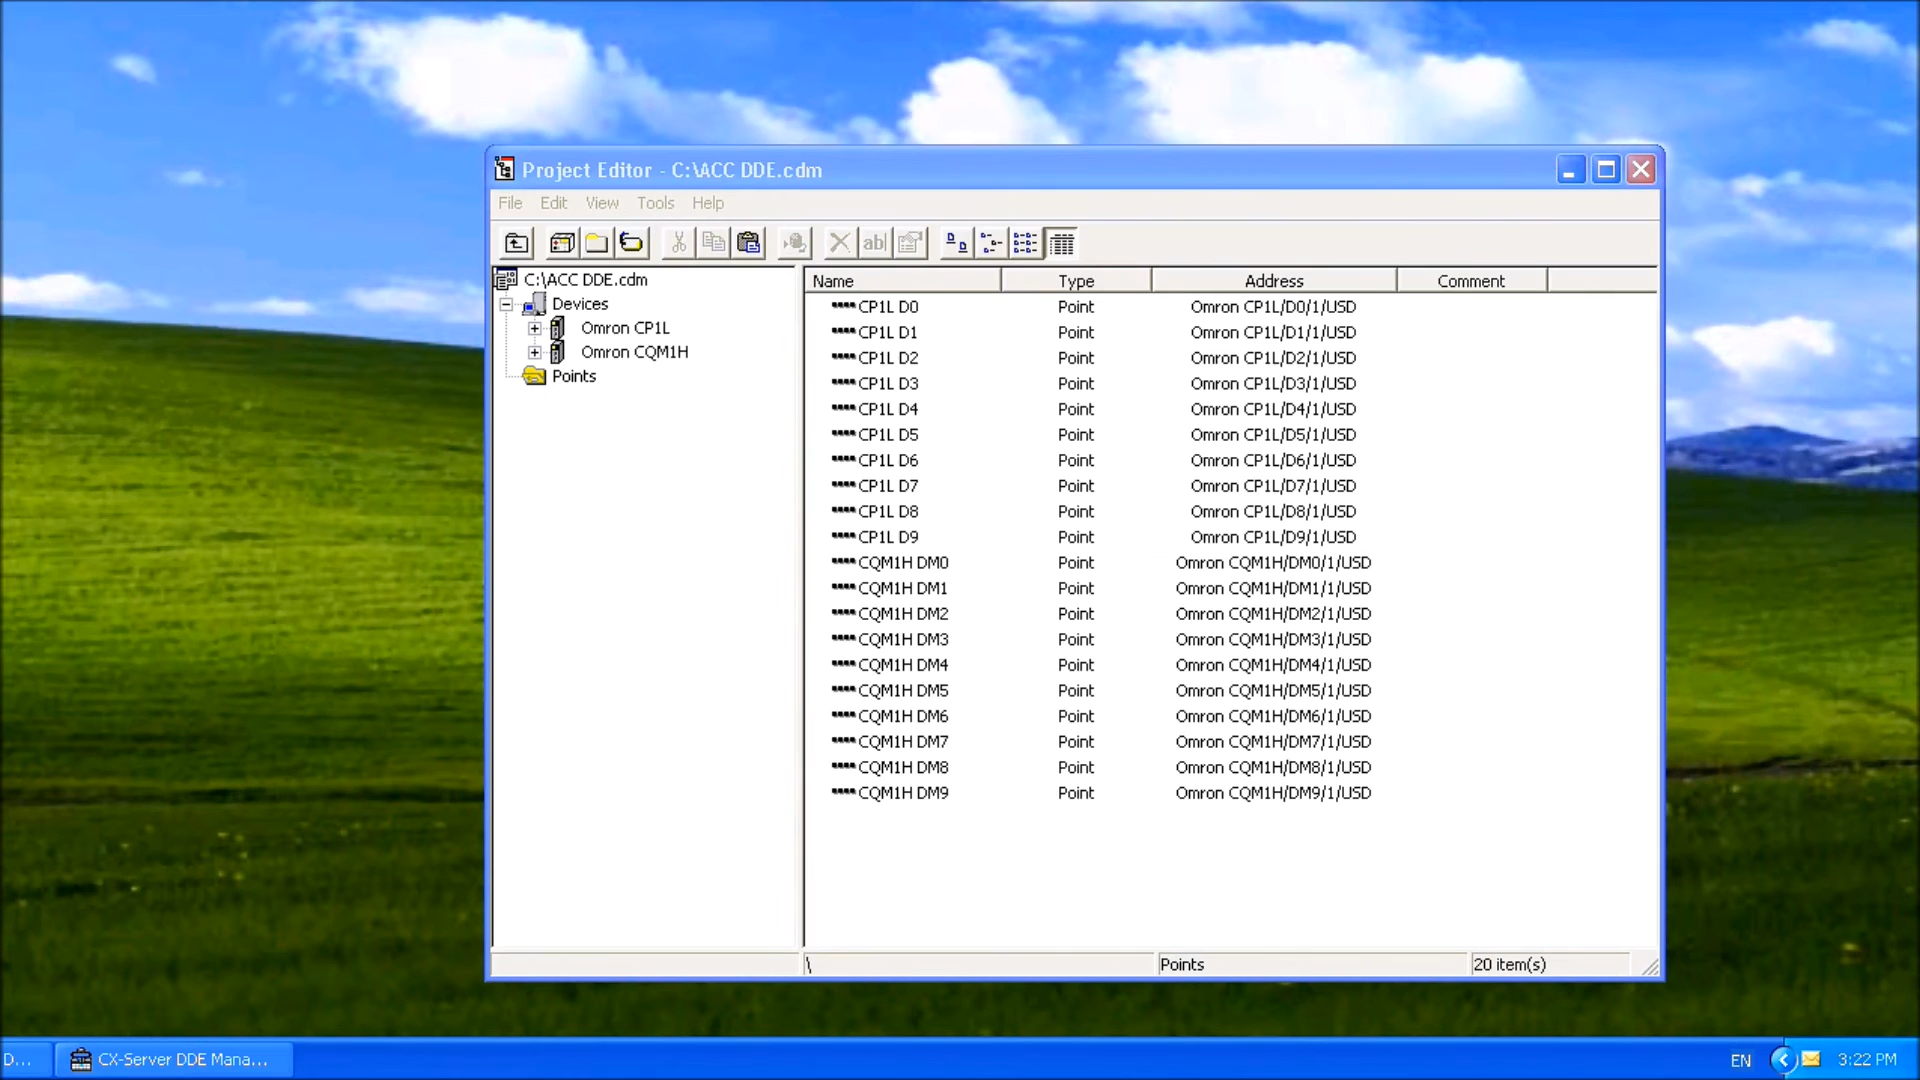 Project Editor - C:\ACC DDE.cdm
File Edit View Tools Help
ab|
C:\ACC DDE.cdm
Devices
Omron CP1L
Omron CQM1H
Points
Name Type Address Comment
CP1L D0 Point Omron CP1L/D0/1/USD
CP1L D1 Point Omron CP1L/D1/1/USD
CP1L D2 Point Omron CP1L/D2/1/USD
CP1L D3 Point Omron CP1L/D3/1/USD
CP1L D4 Point Omron CP1L/D4/1/USD
CP1L D5 Point Omron CP1L/D5/1/USD
CP1L D6 Point Omron CP1L/D6/1/USD
CP1L D7 Point Omron CP1L/D7/1/USD
CP1L D8 Point Omron CP1L/D8/1/USD
CP1L D9 Point Omron CP1L/D9/1/USD
CQM1H DM0 Point Omron CQM1H/DM0/1/USD
CQM1H DM1 Point Omron CQM1H/DM1/1/USD
CQM1H DM2 Point Omron CQM1H/DM2/1/USD
CQM1H DM3 Point Omron CQM1H/DM3/1/USD
CQM1H DM4 Point Omron CQM1H/DM4/1/USD
CQM1H DM5 Point Omron CQM1H/DM5/1/USD
CQM1H DM6 Point Omron CQM1H/DM6/1/USD
CQM1H DM7 Point Omron CQM1H/DM7/1/USD
CQM1H DM8 Point Omron CQM1H/DM8/1/USD
CQM1H DM9 Point Omron CQM1H/DM9/1/USD
\ Points 20 item(s)
D... CX-Server DDE Mana... EN 3:22 PM